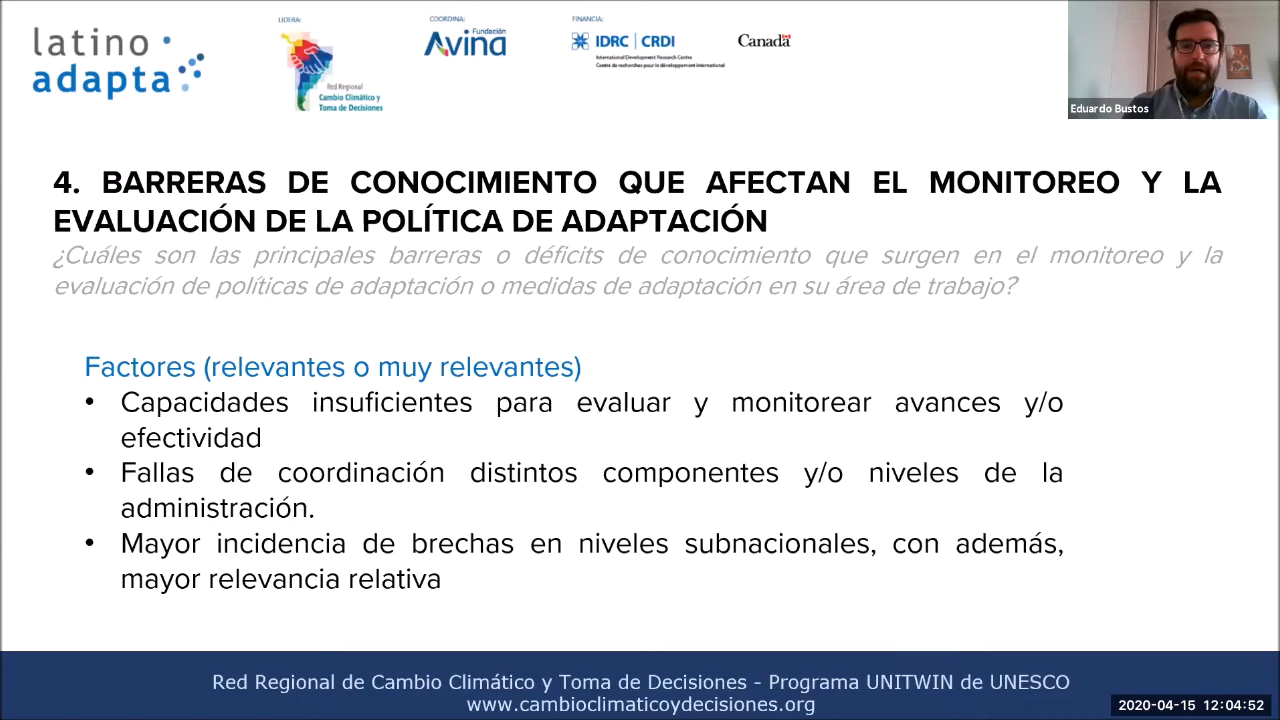 latino
adapta
LIDERA:
Red Regional
Cambio Climático y
Toma de Decisiones
COORDINA:
Fundación
Avina
FINANCIA:
IDRC | CRDI
International Development Research Centre
Centre de recherches pour le développement international
Canada
Eduardo Bustos
4. BARRERAS DE CONOCIMIENTO QUE AFECTAN EL MONITOREO Y LA
EVALUACIÓN DE LA POLÍTICA DE ADAPTACIÓN
¿Cuáles son las principales barreras o déficits de conocimiento que surgen en el monitoreo y la
evaluación de políticas de adaptación o medidas de adaptación en su área de trabajo?
Factores (relevantes o muy relevantes)
• Capacidades insuficientes para evaluar y monitorear avances y/o
efectividad
• Fallas de coordinación distintos componentes y/o niveles de la
administración.
• Mayor incidencia de brechas en niveles subnacionales, con además,
mayor relevancia relativa
Red Regional de Cambio Climático y Toma de Decisiones - Programa UNITWIN de UNESCO
www.cambioclimaticoydecisiones.org
2020-04-15 12:04:52